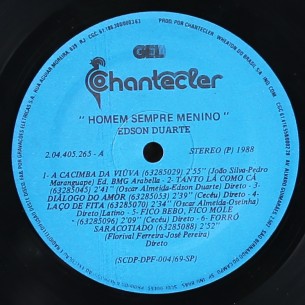 GEL
Chantecler
" HOMEM SEMPRE MENINO "
EDSON DUARTE
2.04.405.265 - A
STEREO (P) 1988
1 - A CACIMBA DA VIÚVA (63285029) 2'55" (João Silva-Pedro
Maranguape) Ed. BMG Arabella - 2-TANTO LÁ COMO CÁ
(63285045) 2'41" (Oscar Almeida-Edson Duarte) Direto - 3-
DIÁLOGO DO AMOR (63285053) 2'39" (Cecéu) Direto - 4-
LAÇO DE FITA (63285070) 2'35" (Oscar Almeida-Ouzinha)
Direto/Latino - 5- FICO BEBO, FICO MOLE
(63285096) 2'09" (Cecéu) Direto - 6- FORRÓ
SARACOTIADO (63285088) 2'52"
(Florival Ferreira-José Pereira)
Direto
(SCDP-DPF-004/69-SP)